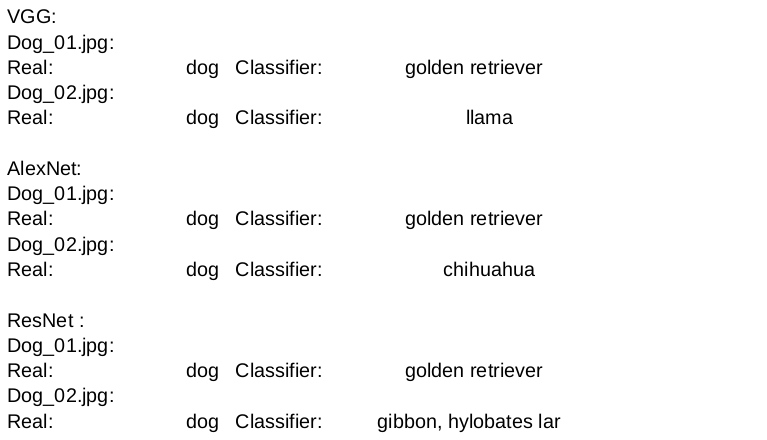 VGG:
Dog_01.jpg:
Real: dog Classifier: golden retriever
Dog_02.jpg:
Real: dog Classifier: llama
AlexNet:
Dog_01.jpg:
Real: dog Classifier: golden retriever
Dog_02.jpg:
Real: dog Classifier: chihuahua
ResNet :
Dog_01.jpg:
Real: dog Classifier: golden retriever
Dog_02.jpg:
Real: dog Classifier: gibbon, hylobates lar